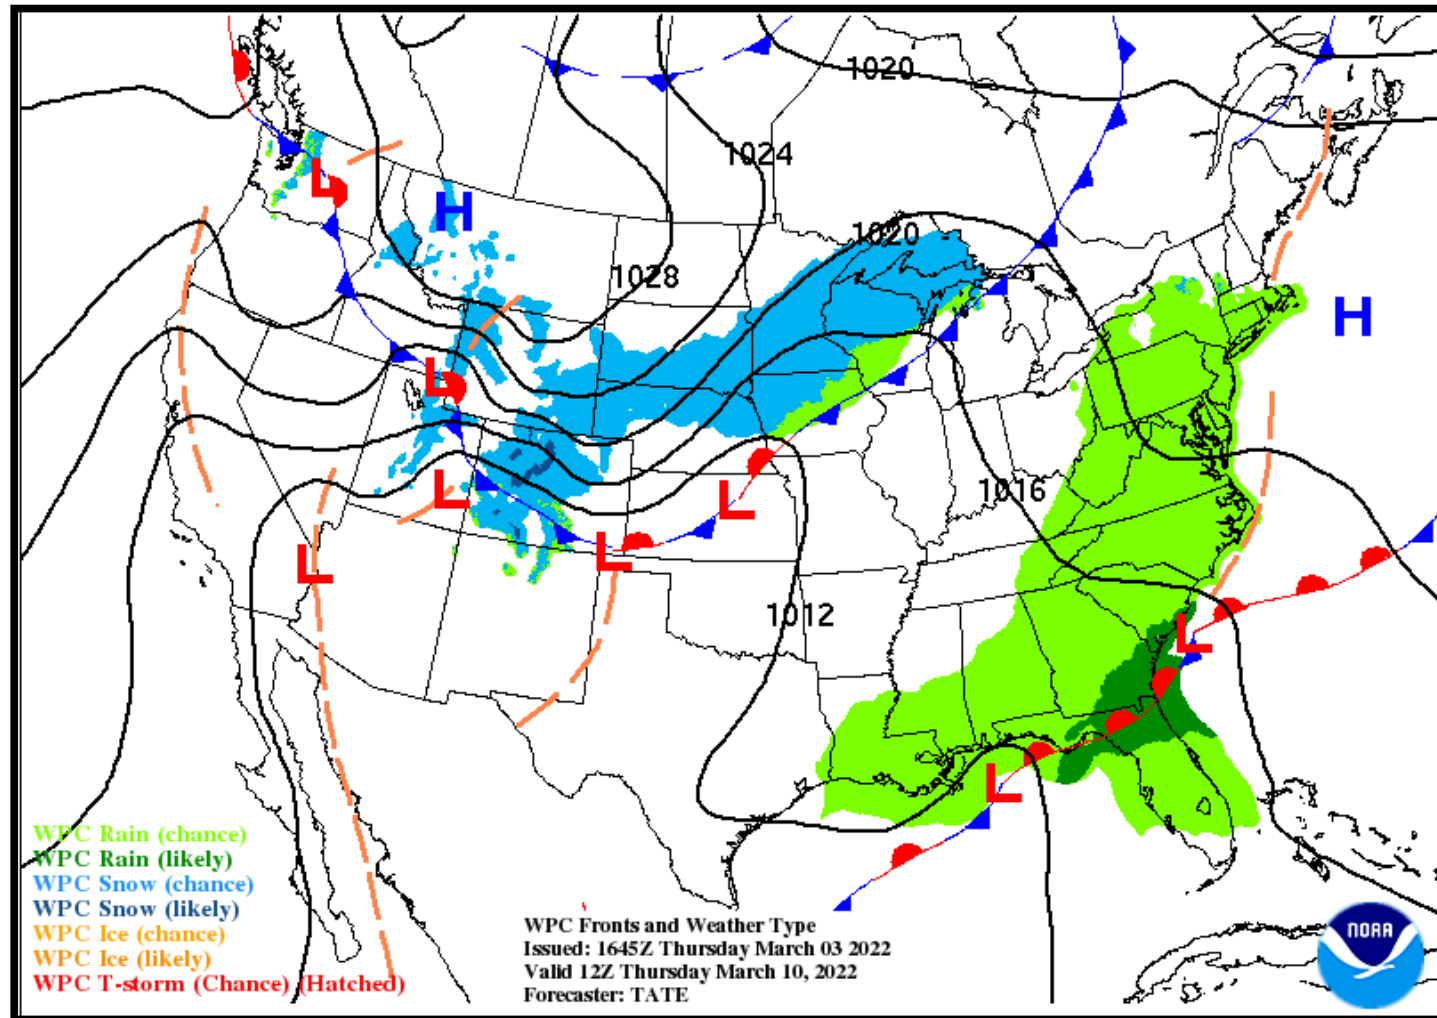 1020
1024
H
1020
1028
L
L
L
L
L
L
1016
H
1012
L
L
WPC Rain (chance)
WPC Rain (likely)
WPC Snow (chance)
WPC Snow (likely)
WPC Ice (chance)
WPC Ice (likely)
WPC T-storm (Chance) (Hatched)
WPC Fronts and Weather Type
Issued: 1645Z Thursday March 03 2022
Valid 12Z Thursday March 10, 2022
Forecaster: TATE
NOAA